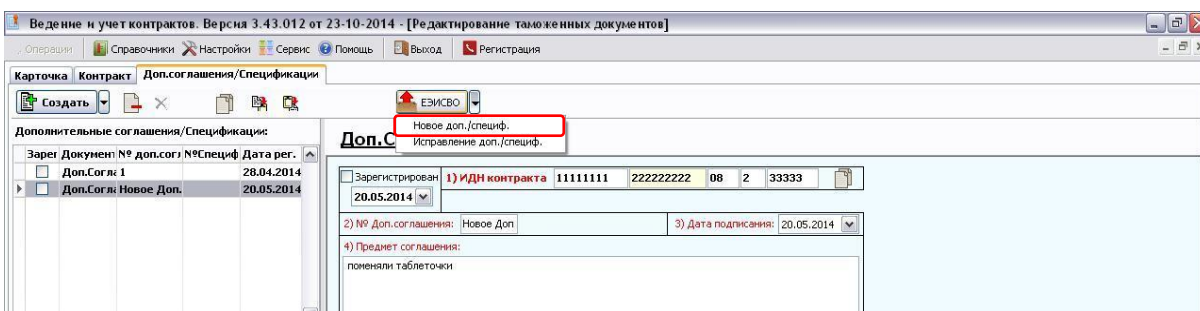 Ведение и учет контрактов. Версия 3.43.012 от 23-10-2014 - [Редактирование таможенных документов]
Операции Справочники Настройки Сервис Помощь Выход Регистрация
Карточка Контракт Доп.соглашения/Спецификации
Создать ЕЭИСВО
Новое доп./специф.
Исправление доп./специф.
Дополнительные соглашения/Спецификации:
Доп.С
Зарег Документ № доп.согл №Специф Дата рег.
Доп.Согла 1 28.04.2014
Доп.Согла Новое Доп. 20.05.2014
Зарегистрирован 1) ИДН контракта 11111111 222222222 08 2 33333
20.05.2014
2) № Доп.соглашения: Новое Доп 3) Дата подписания: 20.05.2014
4) Предмет соглашения:
поменяли таблеточки